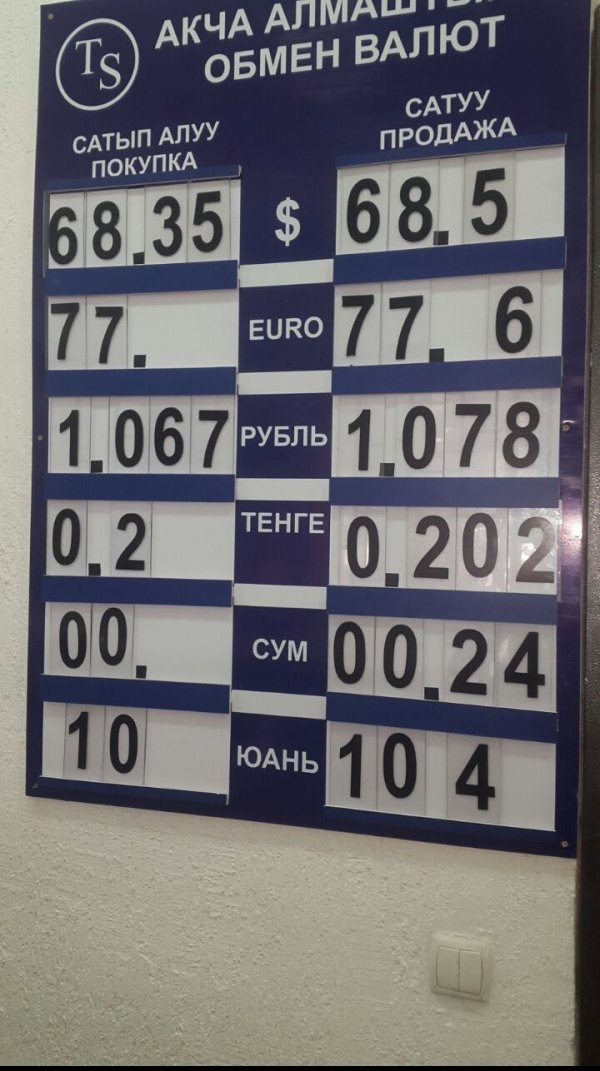 TS
АКЧА
ОБМЕН ВАЛЮТ
САТЫП АЛУУ
ПОКУПКА
САТУУ
ПРОДАЖА
68.35 $ 68.5
77. EURO 77. 6
1.067 РУБЛЬ 1.078
0.2 ТЕНГЕ 0.202
00. СУМ 00.24
10 ЮАНЬ 10 4